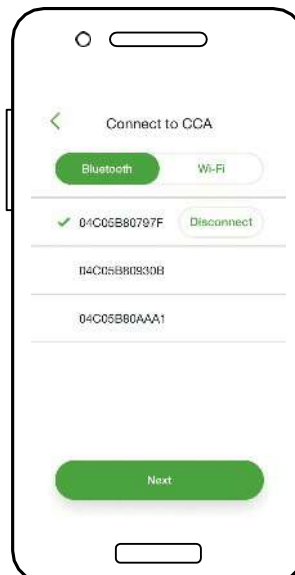 Connect to CCA
Bluetooth Wi-Fi
04C05B80797F Disconnect
04C05B80930B
04C05B80AAA1
Next